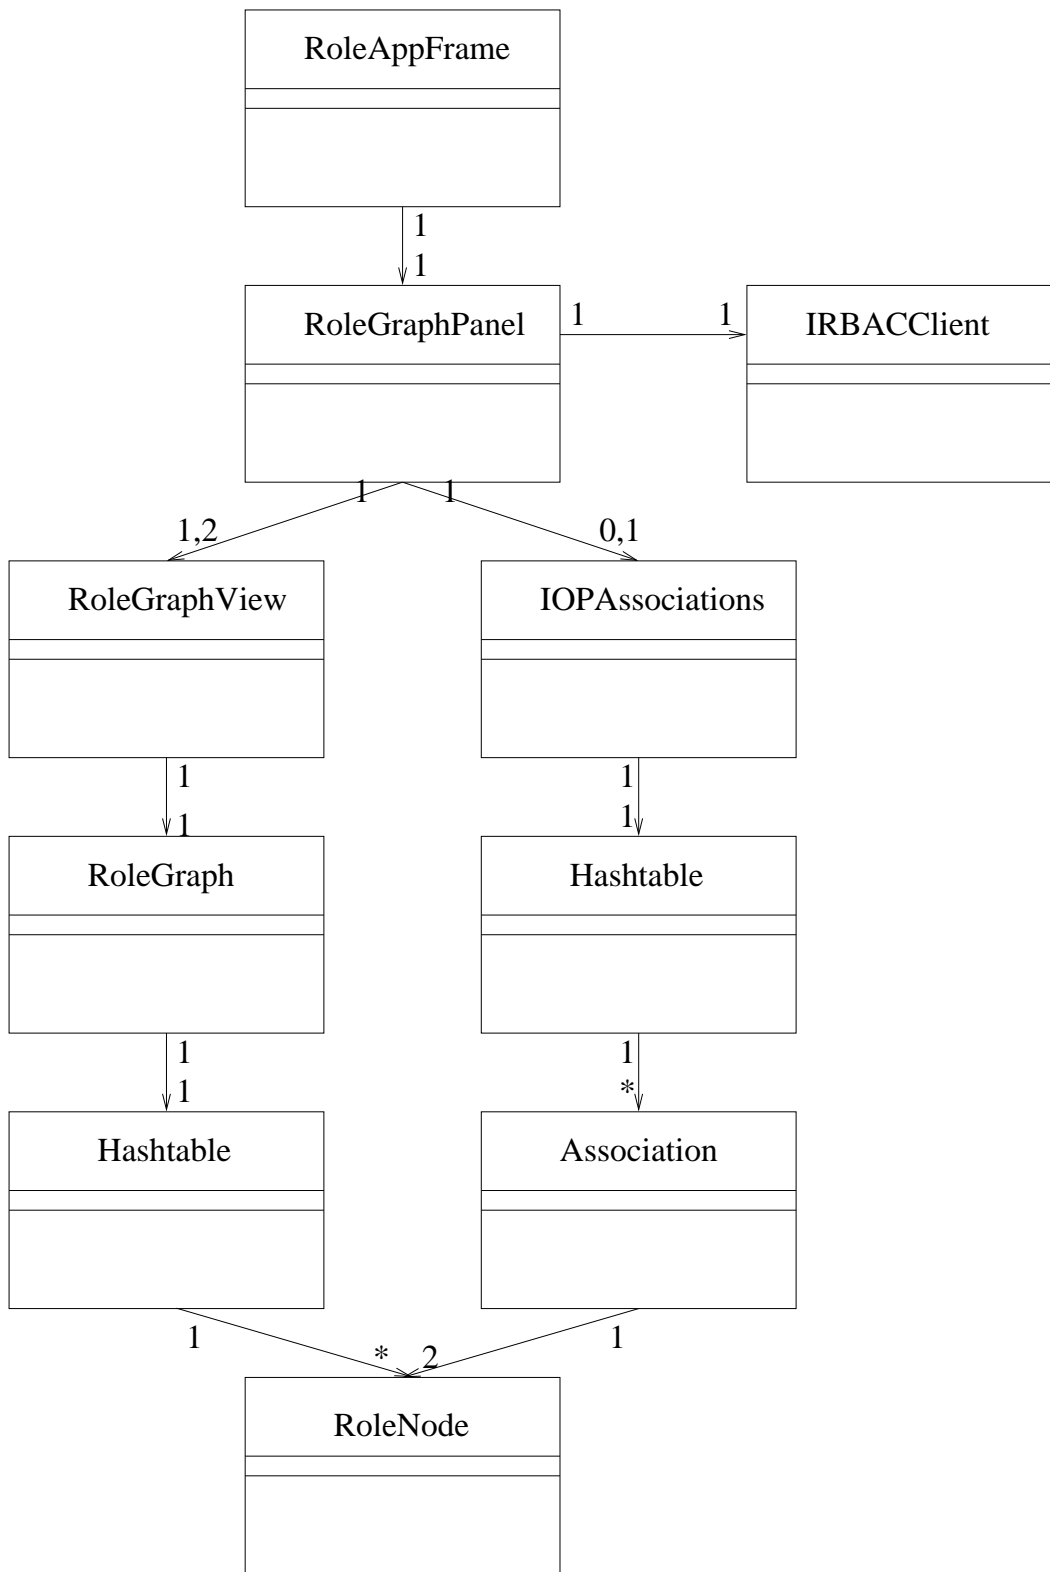 RoleAppFrame
1
1
RoleGraphPanel
1
1
IRBACClient
1
1
1,2
0,1
RoleGraphView
IOPAssociations
1
1
1
1
RoleGraph
Hashtable
1
1
1
*
Hashtable
Association
1
*
2
1
RoleNode